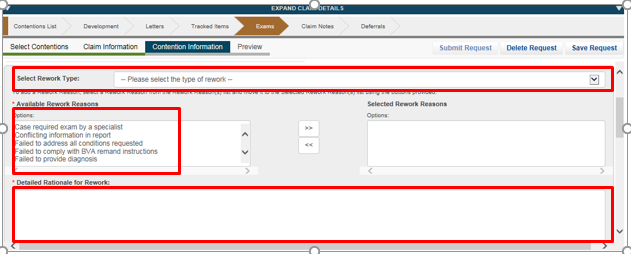 EXPAND CLAIM DETAILS
Contentions List Development Letters Tracked Items Exams Claim Notes Deferrals
Select Contentions Claim Information Contention Information Preview Submit Request Delete Request Save Request
Select Rework Type: -- Please select the type of rework --
To add a Rework Reason, select a Rework Reason from the Rework Reason(s) list and move it to the Selected Rework Reason(s) list using the buttons provided.
* Available Rework Reasons Selected Rework Reasons
Options: Options:
Case required exam by a specialist >>
Conflicting information in report
Failed to address all conditions requested <<
Failed to comply with BVA remand instructions
Failed to provide diagnosis
* Detailed Rationale for Rework: